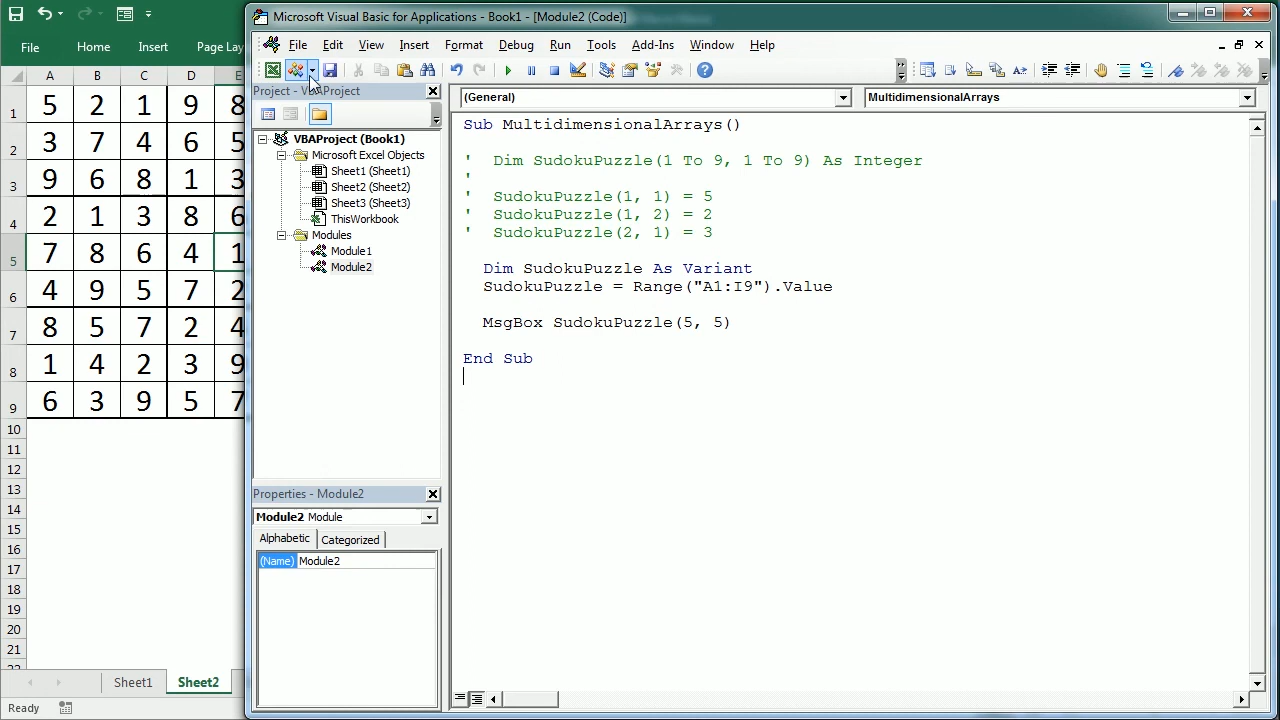 Microsoft Visual Basic for Applications - Book1 - [Module2 (Code)]
File Home Insert Page Lay
File Edit View Insert Format Debug Run Tools Add-Ins Window Help
Project - VBAProject
VBAProject (Book1)
Microsoft Excel Objects
Sheet1 (Sheet1)
Sheet2 (Sheet2)
Sheet3 (Sheet3)
ThisWorkbook
Modules
Module1
Module2
Properties - Module2
Module2 Module
Alphabetic Categorized
(Name) Module2
(General) MultidimensionalArrays
Sub MultidimensionalArrays()
' Dim SudokuPuzzle(1 To 9, 1 To 9) As Integer
'
' SudokuPuzzle(1, 1) = 5
' SudokuPuzzle(1, 2) = 2
' SudokuPuzzle(2, 1) = 3
Dim SudokuPuzzle As Variant
SudokuPuzzle = Range("A1:I9").Value
MsgBox SudokuPuzzle(5, 5)
End Sub
A B C D E
1 5 2 1 9 8
2 3 7 4 6 5
3 9 6 8 1 3
4 2 1 3 8 6
5 7 8 6 4 1
6 4 9 5 7 2
7 8 5 7 2 4
8 1 4 2 3 9
9 6 3 9 5 7
10
11
12
13
14
15
16
17
18
19
20
21
Sheet1 Sheet2
Ready